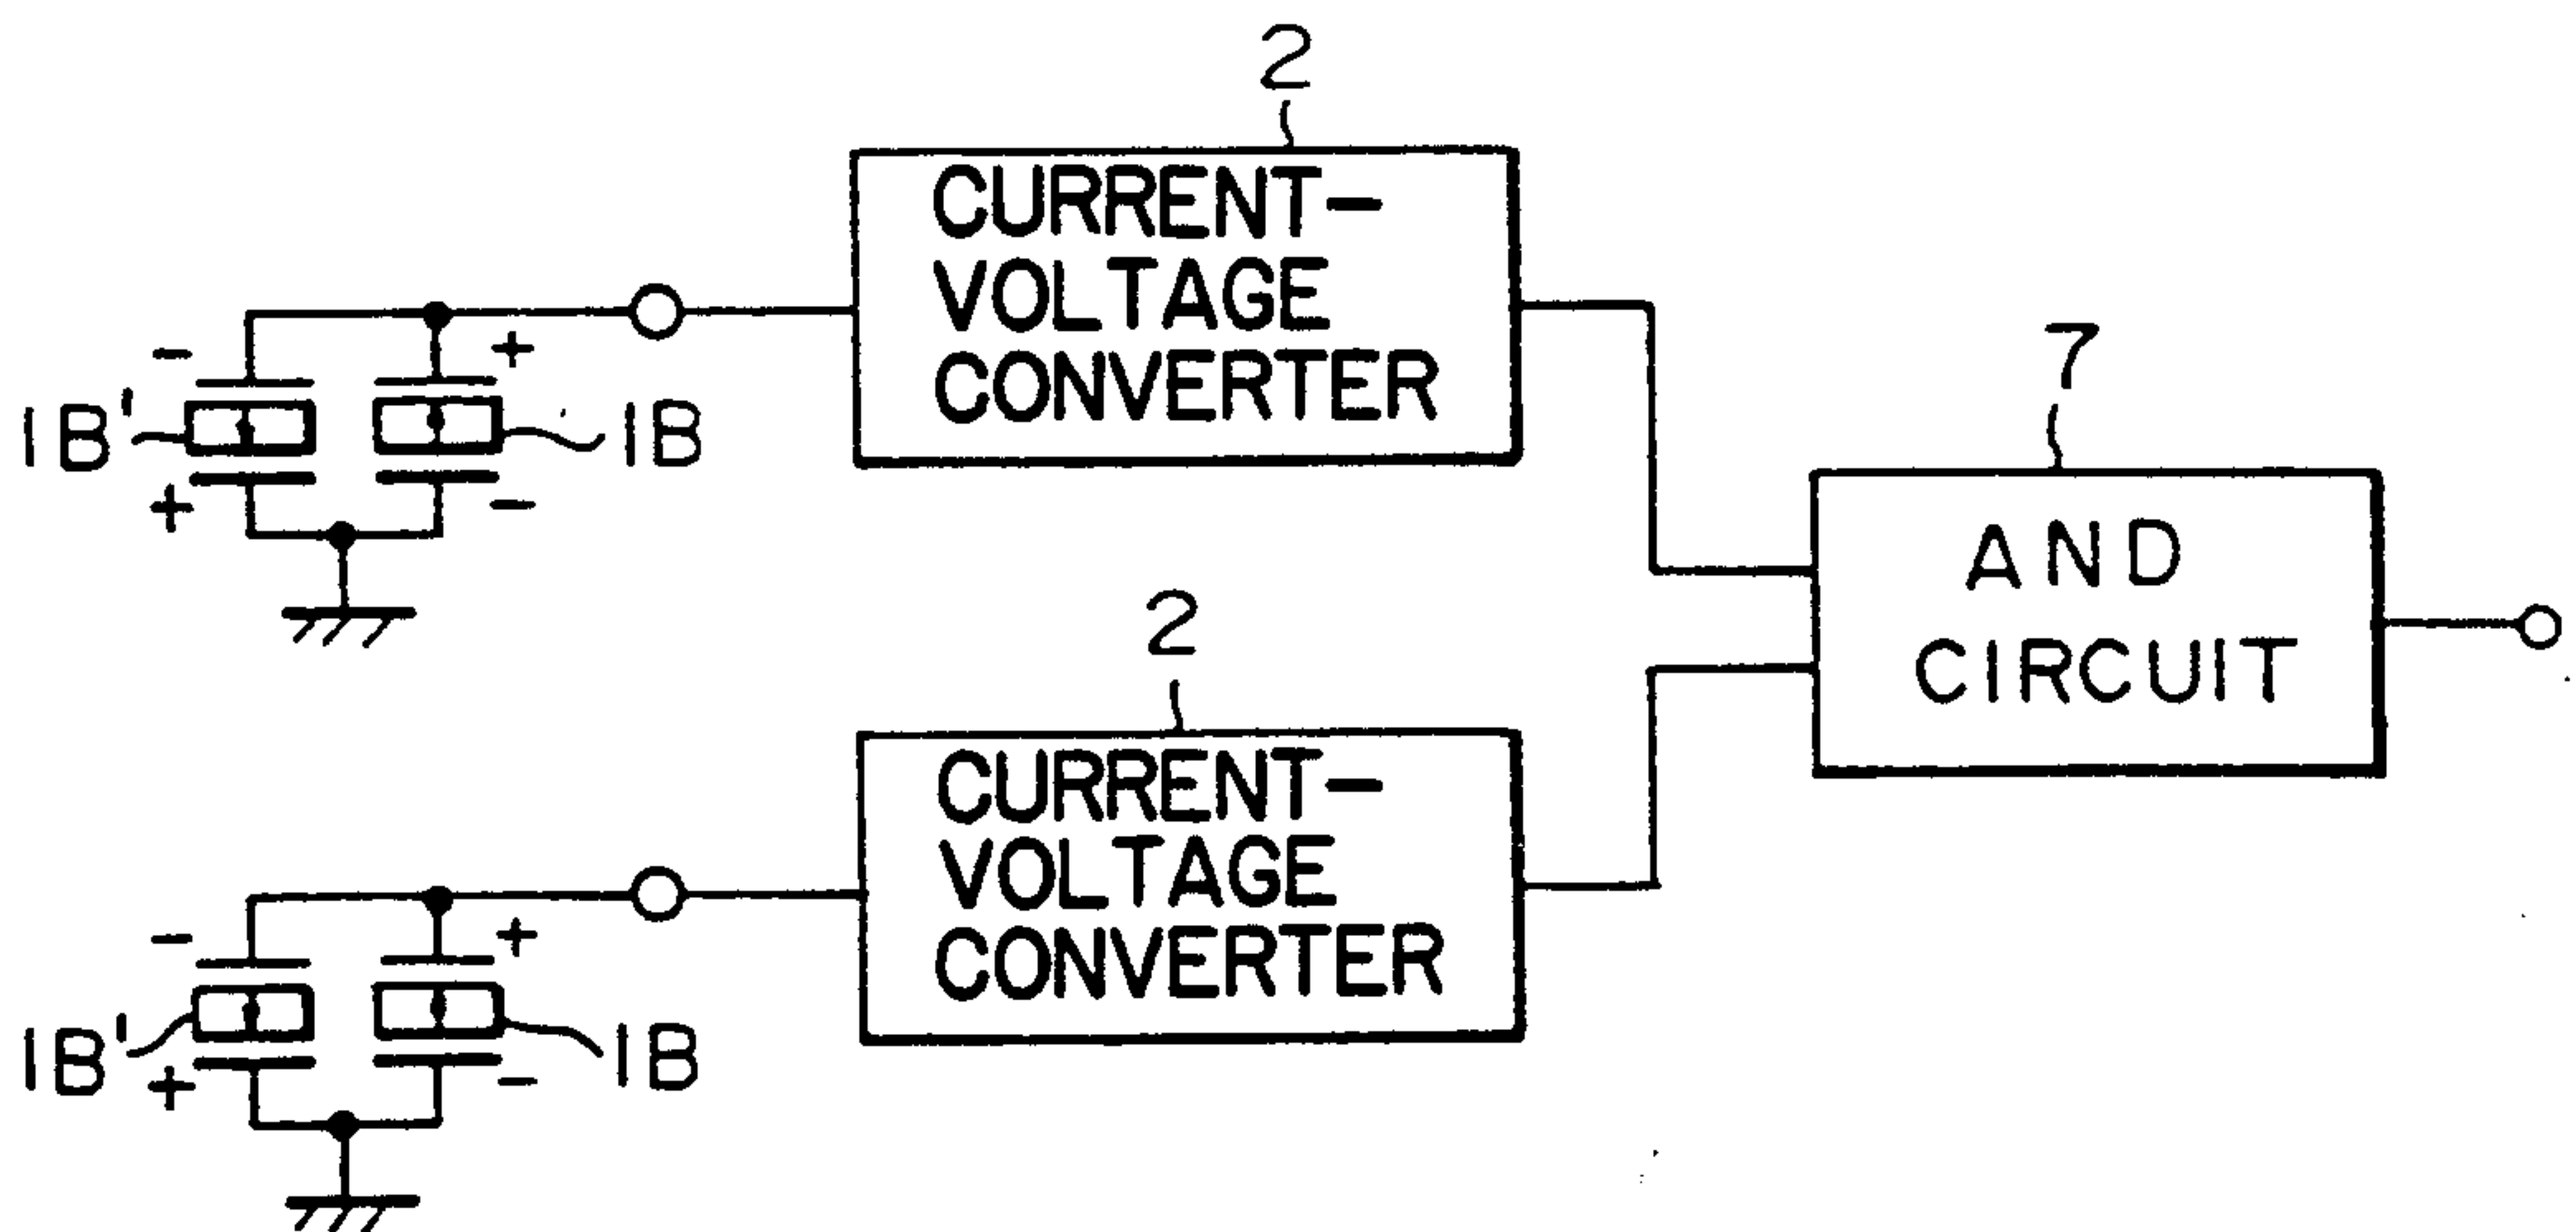 2
CURRENT-
VOLTAGE
CONVERTER
-
+
1B'
1B
+
-
7
AND
CIRCUIT
2
CURRENT-
VOLTAGE
CONVERTER
-
+
1B'
1B
+
-